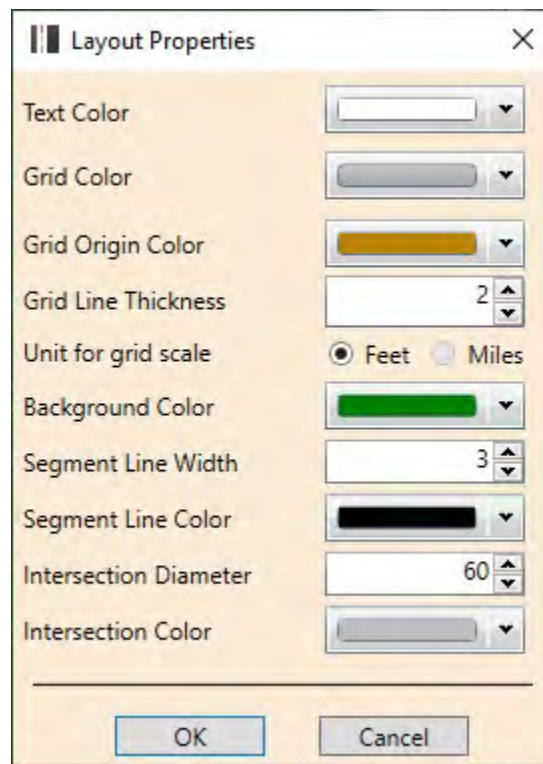 Layout Properties
Text Color
Grid Color
Grid Origin Color
Grid Line Thickness 2
Unit for grid scale Feet Miles
Background Color
Segment Line Width 3
Segment Line Color
Intersection Diameter 60
Intersection Color
OK Cancel